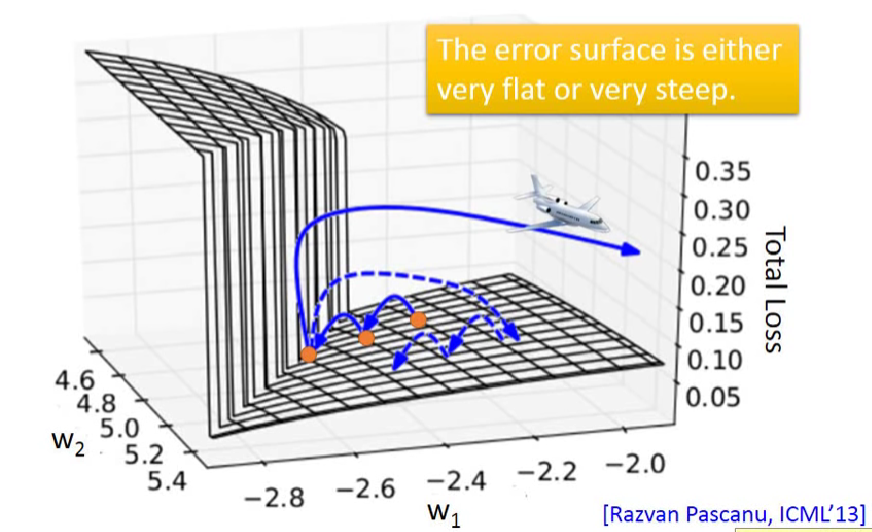 The error surface is either
very flat or very steep.
0.35
0.30
0.25
0.20
0.15
0.10
0.05
Total Loss
4.6
4.8
5.0
5.2
5.4
w2
−2.8
−2.6
−2.4
−2.2
−2.0
w1
[Razvan Pascanu, ICML'13]